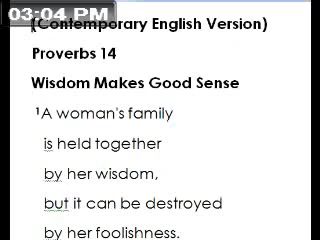 03:04 PM
(Contemporary English Version)
Proverbs 14
Wisdom Makes Good Sense
1A woman's family
is held together
by her wisdom,
but it can be destroyed
by her foolishness.